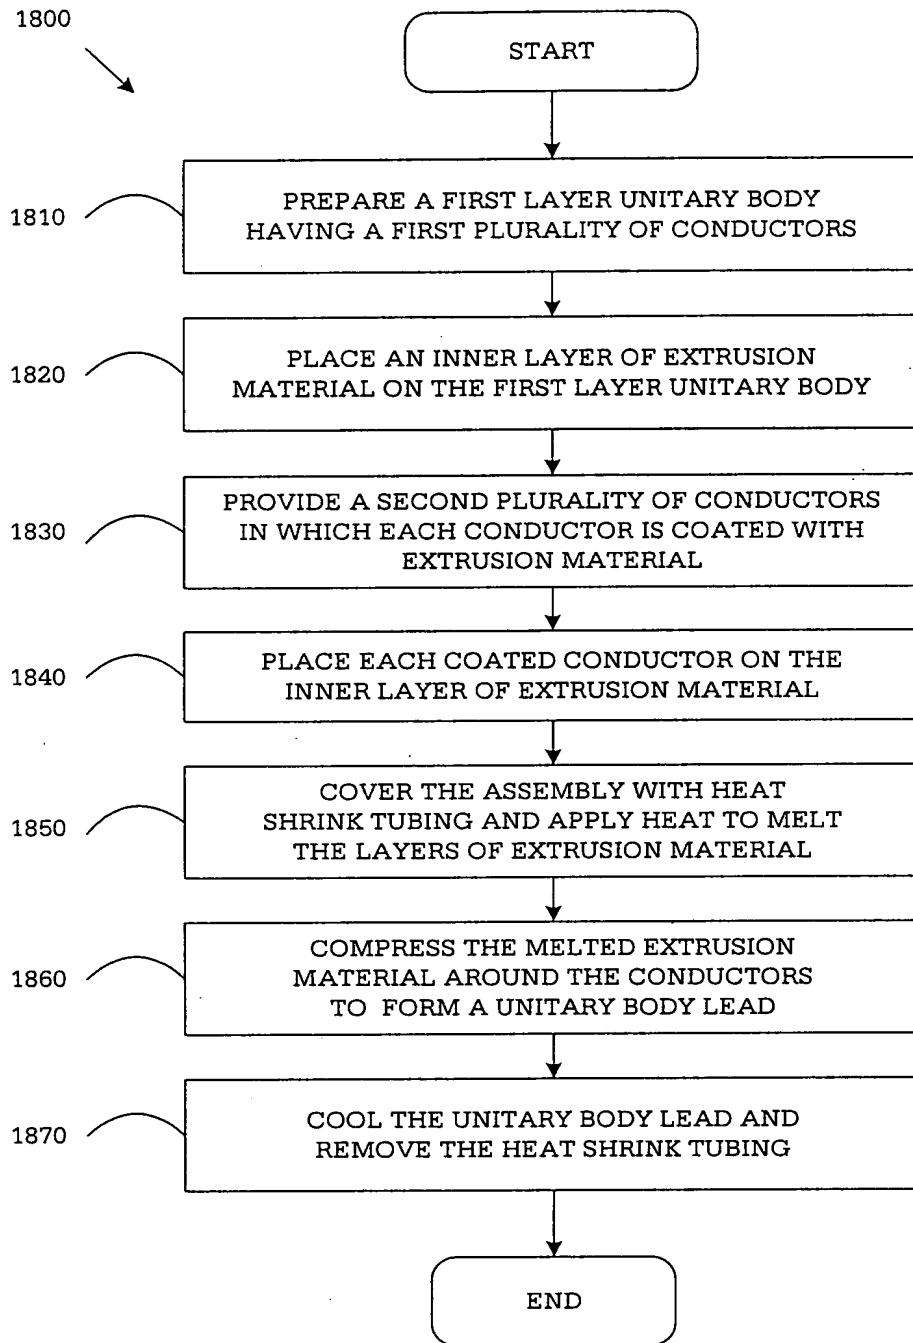 1800
START
1810
PREPARE A FIRST LAYER UNITARY BODY
HAVING A FIRST PLURALITY OF CONDUCTORS
1820
PLACE AN INNER LAYER OF EXTRUSION
MATERIAL ON THE FIRST LAYER UNITARY BODY
1830
PROVIDE A SECOND PLURALITY OF CONDUCTORS
IN WHICH EACH CONDUCTOR IS COATED WITH
EXTRUSION MATERIAL
1840
PLACE EACH COATED CONDUCTOR ON THE
INNER LAYER OF EXTRUSION MATERIAL
1850
COVER THE ASSEMBLY WITH HEAT
SHRINK TUBING AND APPLY HEAT TO MELT
THE LAYERS OF EXTRUSION MATERIAL
1860
COMPRESS THE MELTED EXTRUSION
MATERIAL AROUND THE CONDUCTORS
TO FORM A UNITARY BODY LEAD
1870
COOL THE UNITARY BODY LEAD AND
REMOVE THE HEAT SHRINK TUBING
END